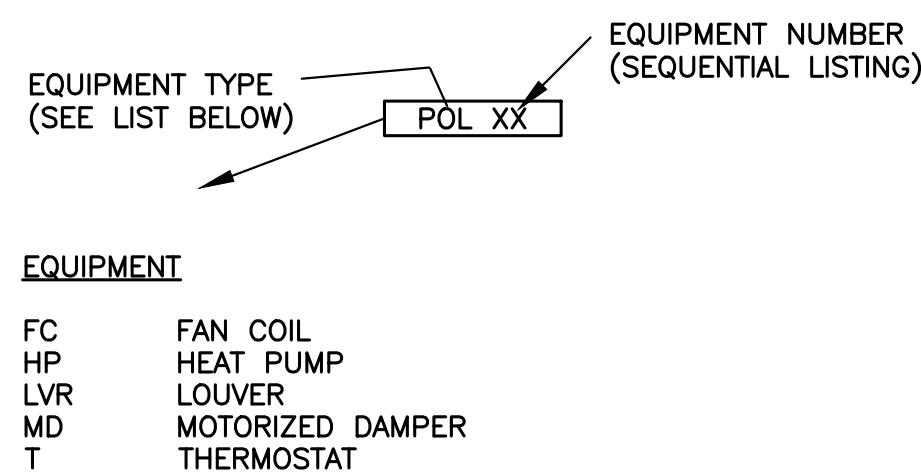 EQUIPMENT NUMBER
(SEQUENTIAL LISTING)
EQUIPMENT TYPE
(SEE LIST BELOW)
POL XX
EQUIPMENT
FC FAN COIL
HP HEAT PUMP
LVR LOUVER
MD MOTORIZED DAMPER
T THERMOSTAT